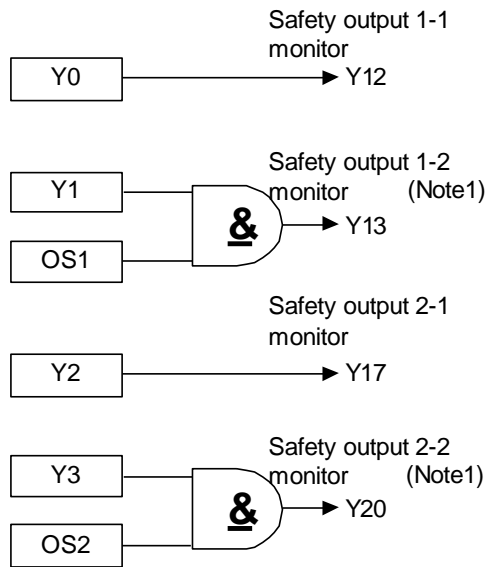 Safety output 1-1
monitor
Y0
Y12
Safety output 1-2
Y1
monitor (Note1)
&
Y13
OS1
Safety output 2-1
monitor
Y2
Y17
Safety output 2-2
Y3
monitor (Note1)
&
Y20
OS2